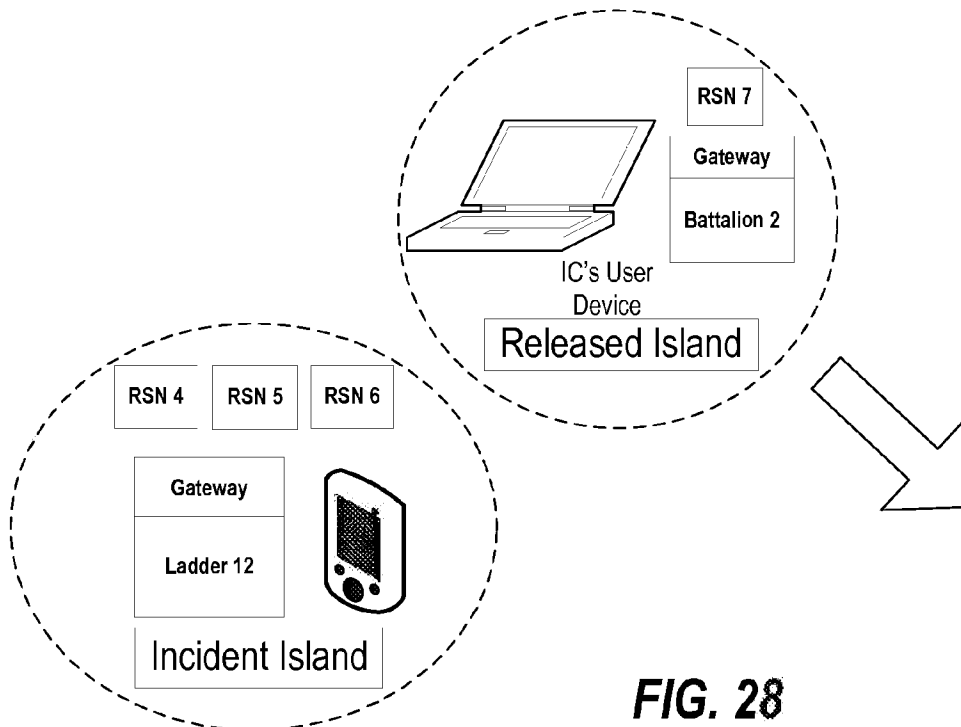 RSN 7
Gateway
Battalion 2
IC's User
Device
Released Island
RSN 4 RSN 5 RSN 6
Gateway
Ladder 12
Incident Island
FIG. 28